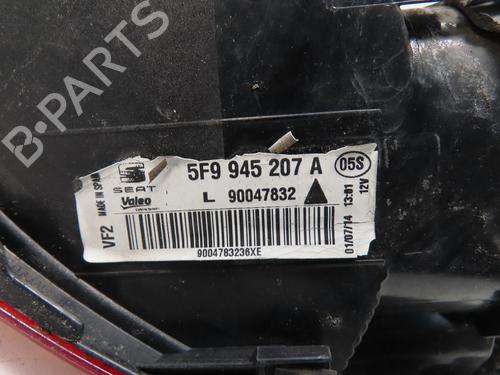 B-PARTS
5F9 945 207 A
05S
SEAT
Valeo
L 90047832
MADE IN SPAIN
VF2
9004783236XE
01/07/14 13:01
12V